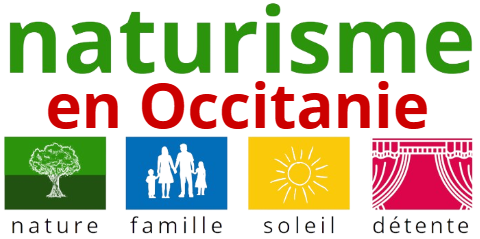 naturisme
en Occitanie
nature famille soleil détente